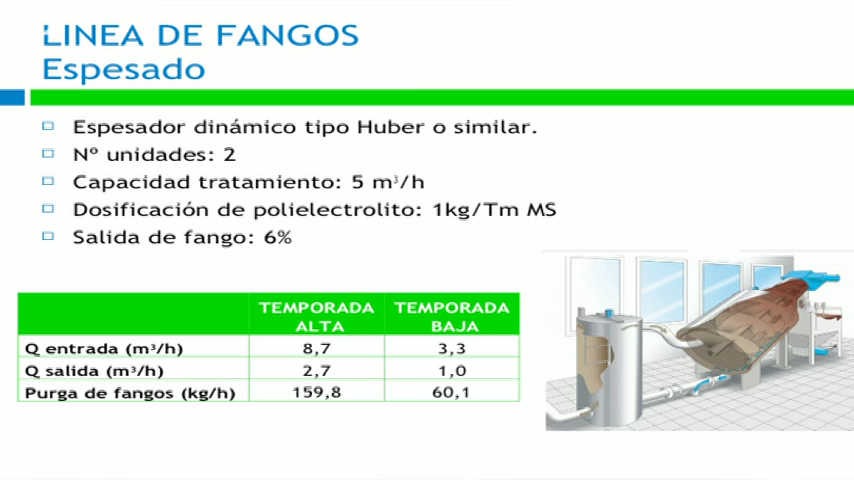 LINEA DE FANGOS
Espesado
Espesador dinámico tipo Huber o similar.
Nº unidades: 2
Capacidad tratamiento: 5 m³/h
Dosificación de polielectrolito: 1kg/Tm MS
Salida de fango: 6%
TEMPORADA ALTA TEMPORADA BAJA
Q entrada (m³/h) 8,7 3,3
Q salida (m³/h) 2,7 1,0
Purga de fangos (kg/h) 159,8 60,1